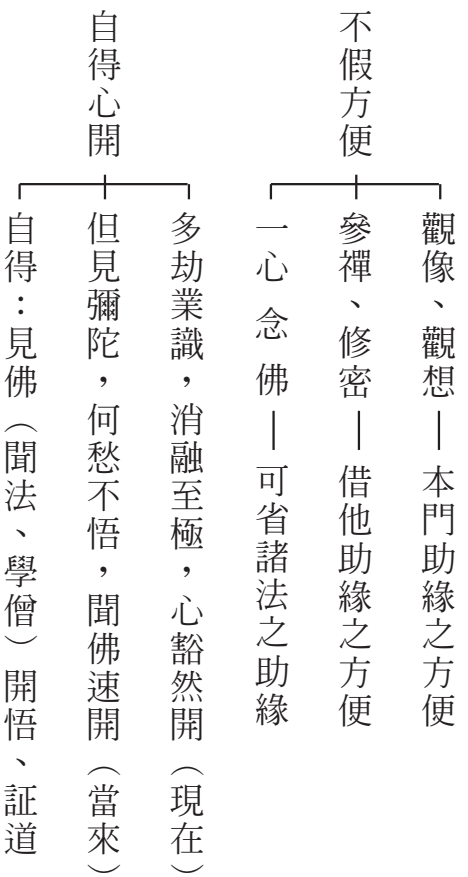 不假方便
觀像、觀想—本門助緣之方便
參禪、修密—借他助緣之方便
一心念佛—可省諸法之助緣
自得心開
多劫業識，消融至極，心豁然開（現在）
但見彌陀，何愁不悟，聞佛速開（當來）
自得：見佛（聞法、學僧）開悟、証道